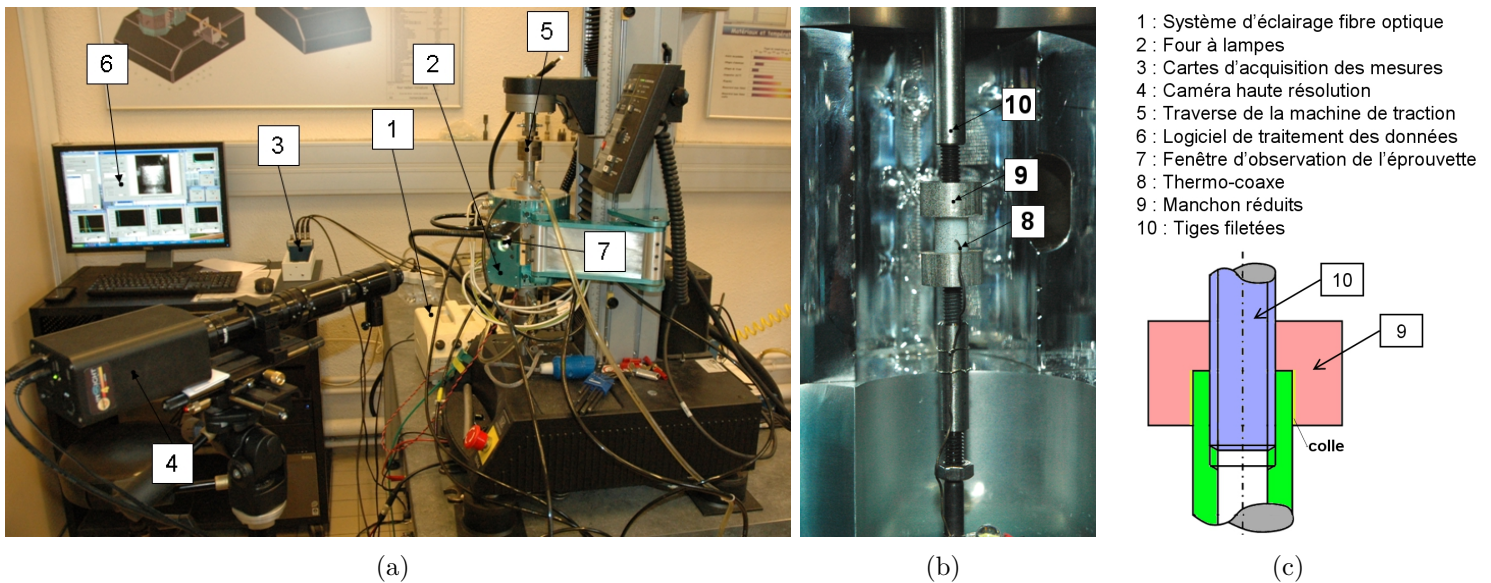 6
2
5
1
3
7
4
10
9
8
1 : Système d'éclairage fibre optique
2 : Four à lampes
3 : Cartes d'acquisition des mesures
4 : Caméra haute résolution
5 : Traverse de la machine de traction
6 : Logiciel de traitement des données
7 : Fenêtre d'observation de l'éprouvette
8 : Thermo-coaxe
9 : Manchon réduits
10 : Tiges filetées
10
9
colle
(a)
(b)
(c)